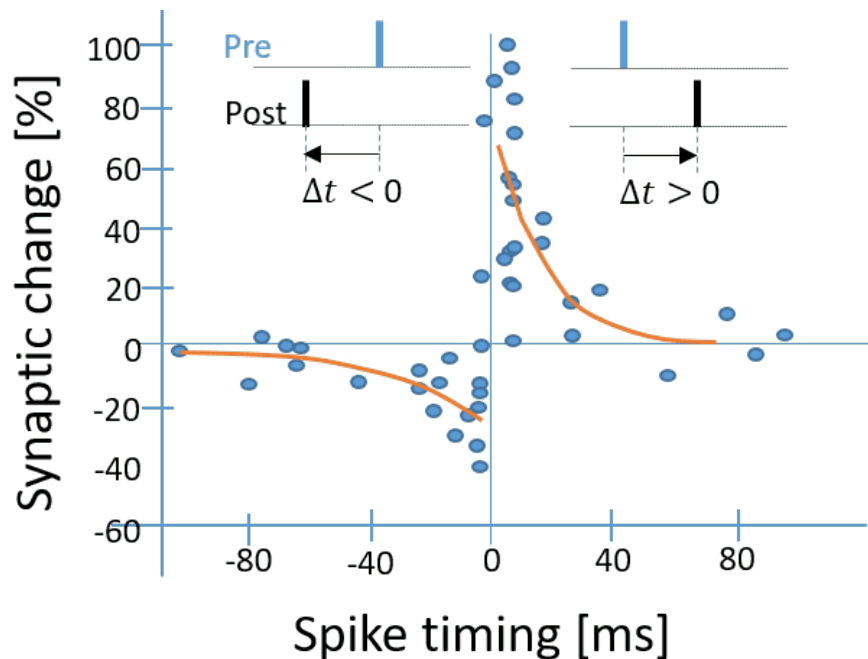 Synaptic change [%]
100
80
60
40
20
0
-20
-40
-60
Pre
Post
Δt < 0
Δt > 0
-80
-40
0
40
80
Spike timing [ms]